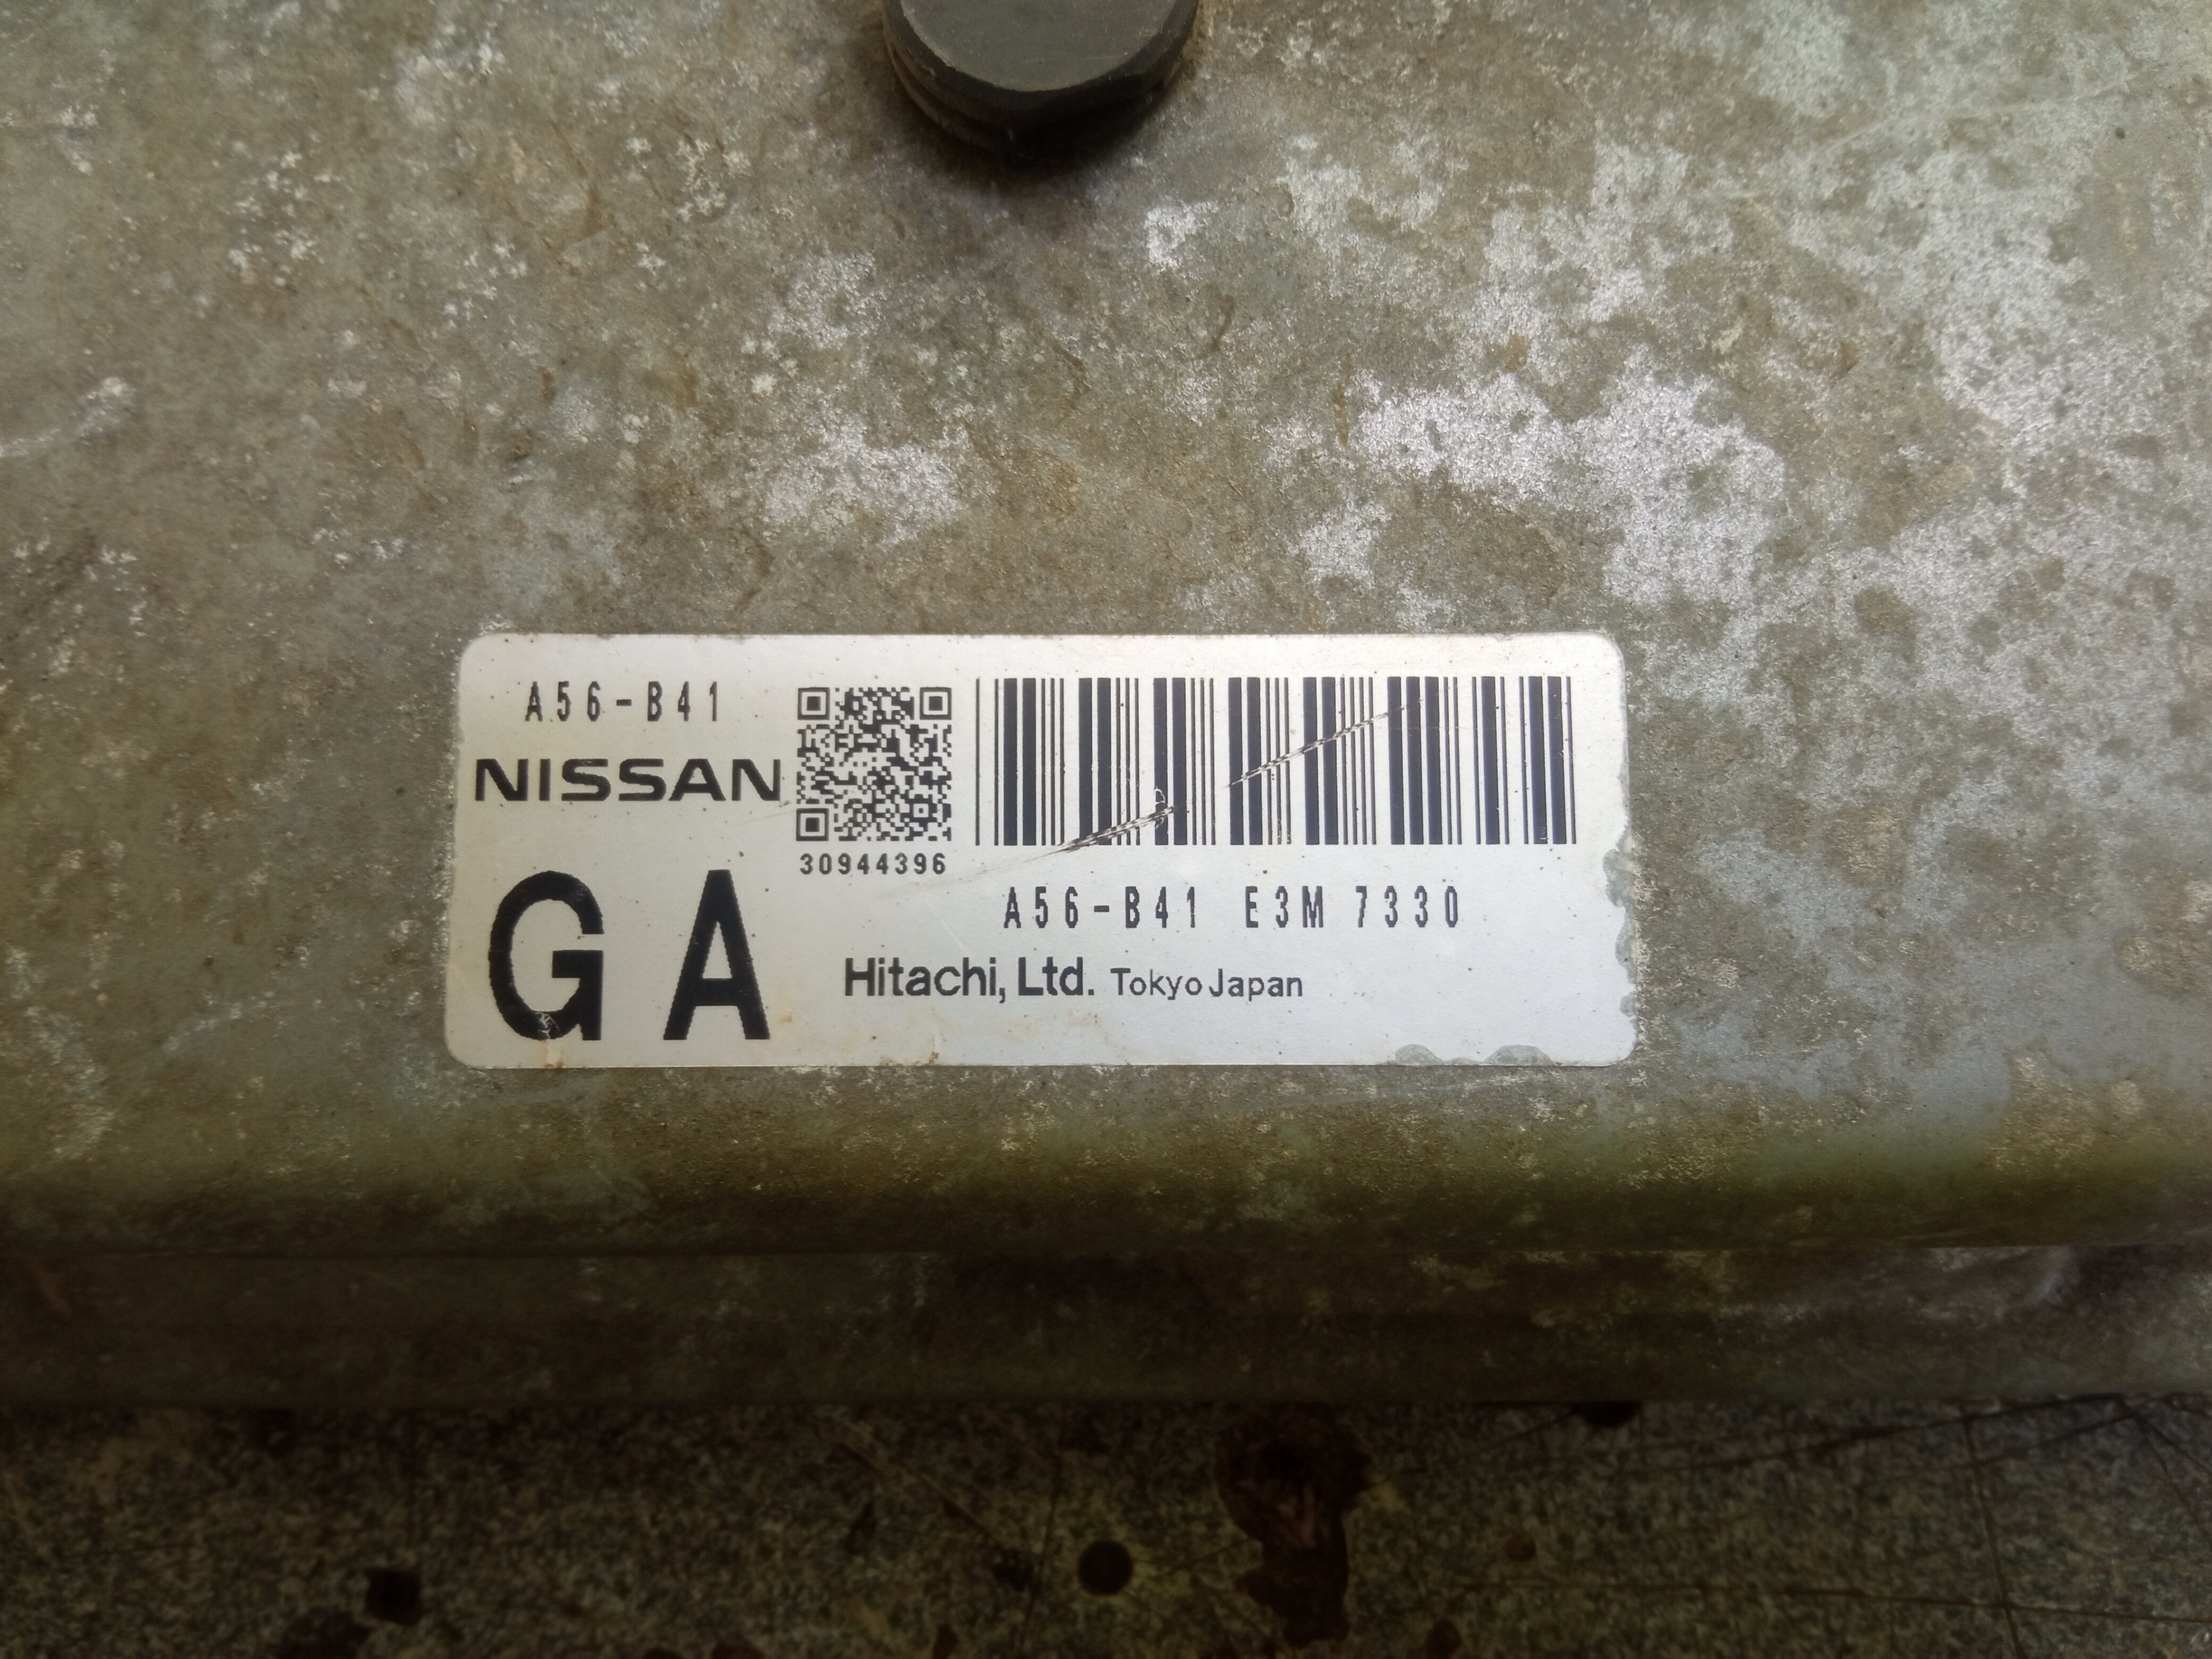 A56-B41
NISSAN
30944396
GA
A56-B41 E3M 7330
Hitachi, Ltd. Tokyo Japan